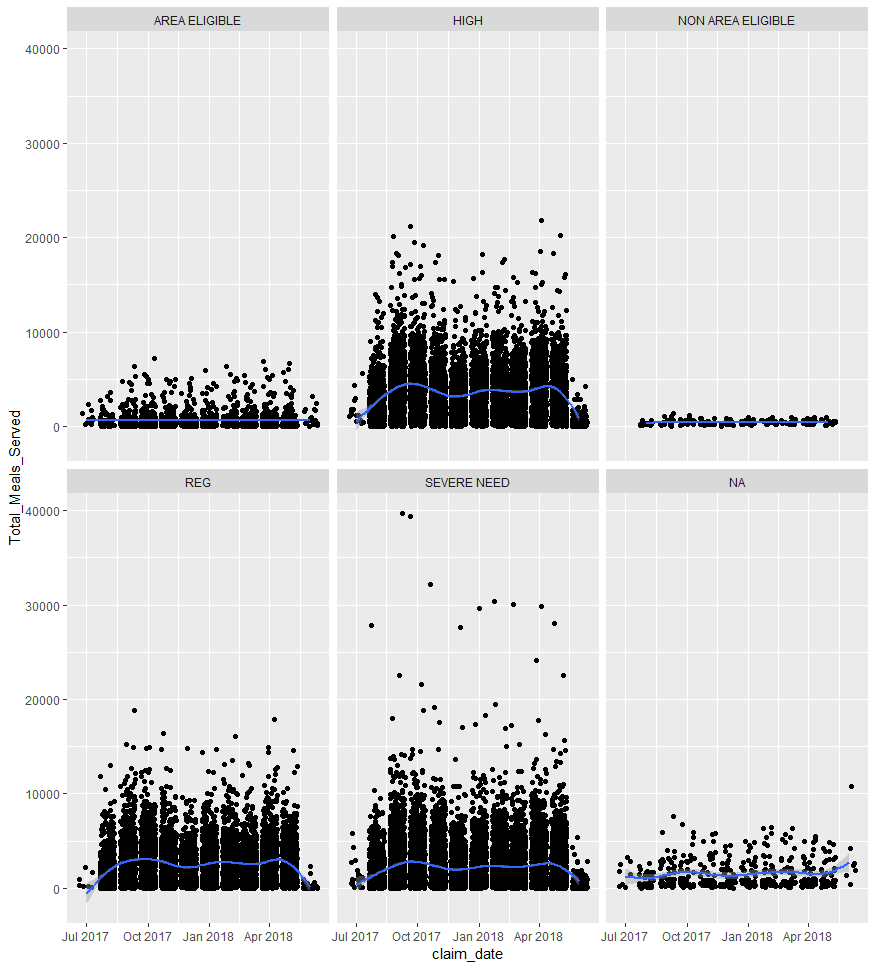 AREA ELIGIBLE HIGH NON AREA ELIGIBLE
40000
30000
20000
10000
0
Total_Meals_Served
REG SEVERE NEED NA
40000
30000
20000
10000
0
Jul 2017 Oct 2017 Jan 2018 Apr 2018 Jul 2017 Oct 2017 Jan 2018 Apr 2018 Jul 2017 Oct 2017 Jan 2018 Apr 2018
claim_date